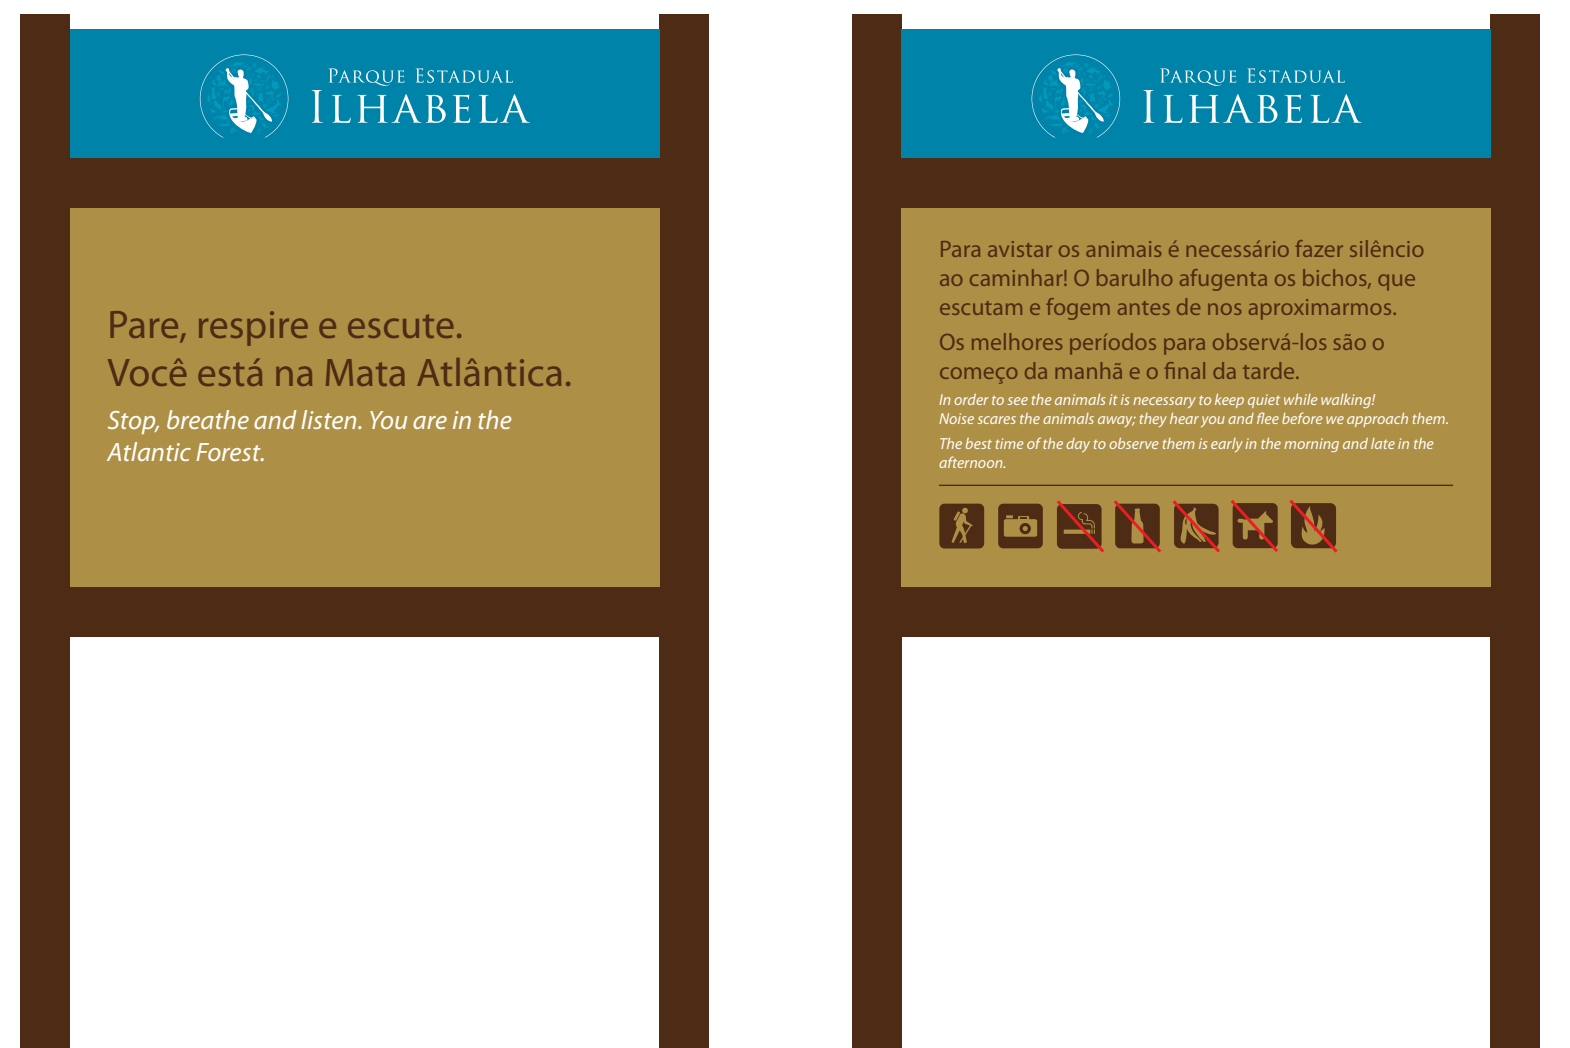 Parque Estadual
Ilhabela
Pare, respire e escute.
Você está na Mata Atlântica.
Stop, breathe and listen. You are in the
Atlantic Forest.
Parque Estadual
Ilhabela
Para avistar os animais é necessário fazer silêncio
ao caminhar! O barulho afugenta os bichos, que
escutam e fogem antes de nos aproximarmos.
Os melhores períodos para observá-los são o
começo da manhã e o final da tarde.
In order to see the animals it is necessary to keep quiet while walking!
Noise scares the animals away; they hear you and flee before we approach them.
The best time of the day to observe them is early in the morning and late in the
afternoon.